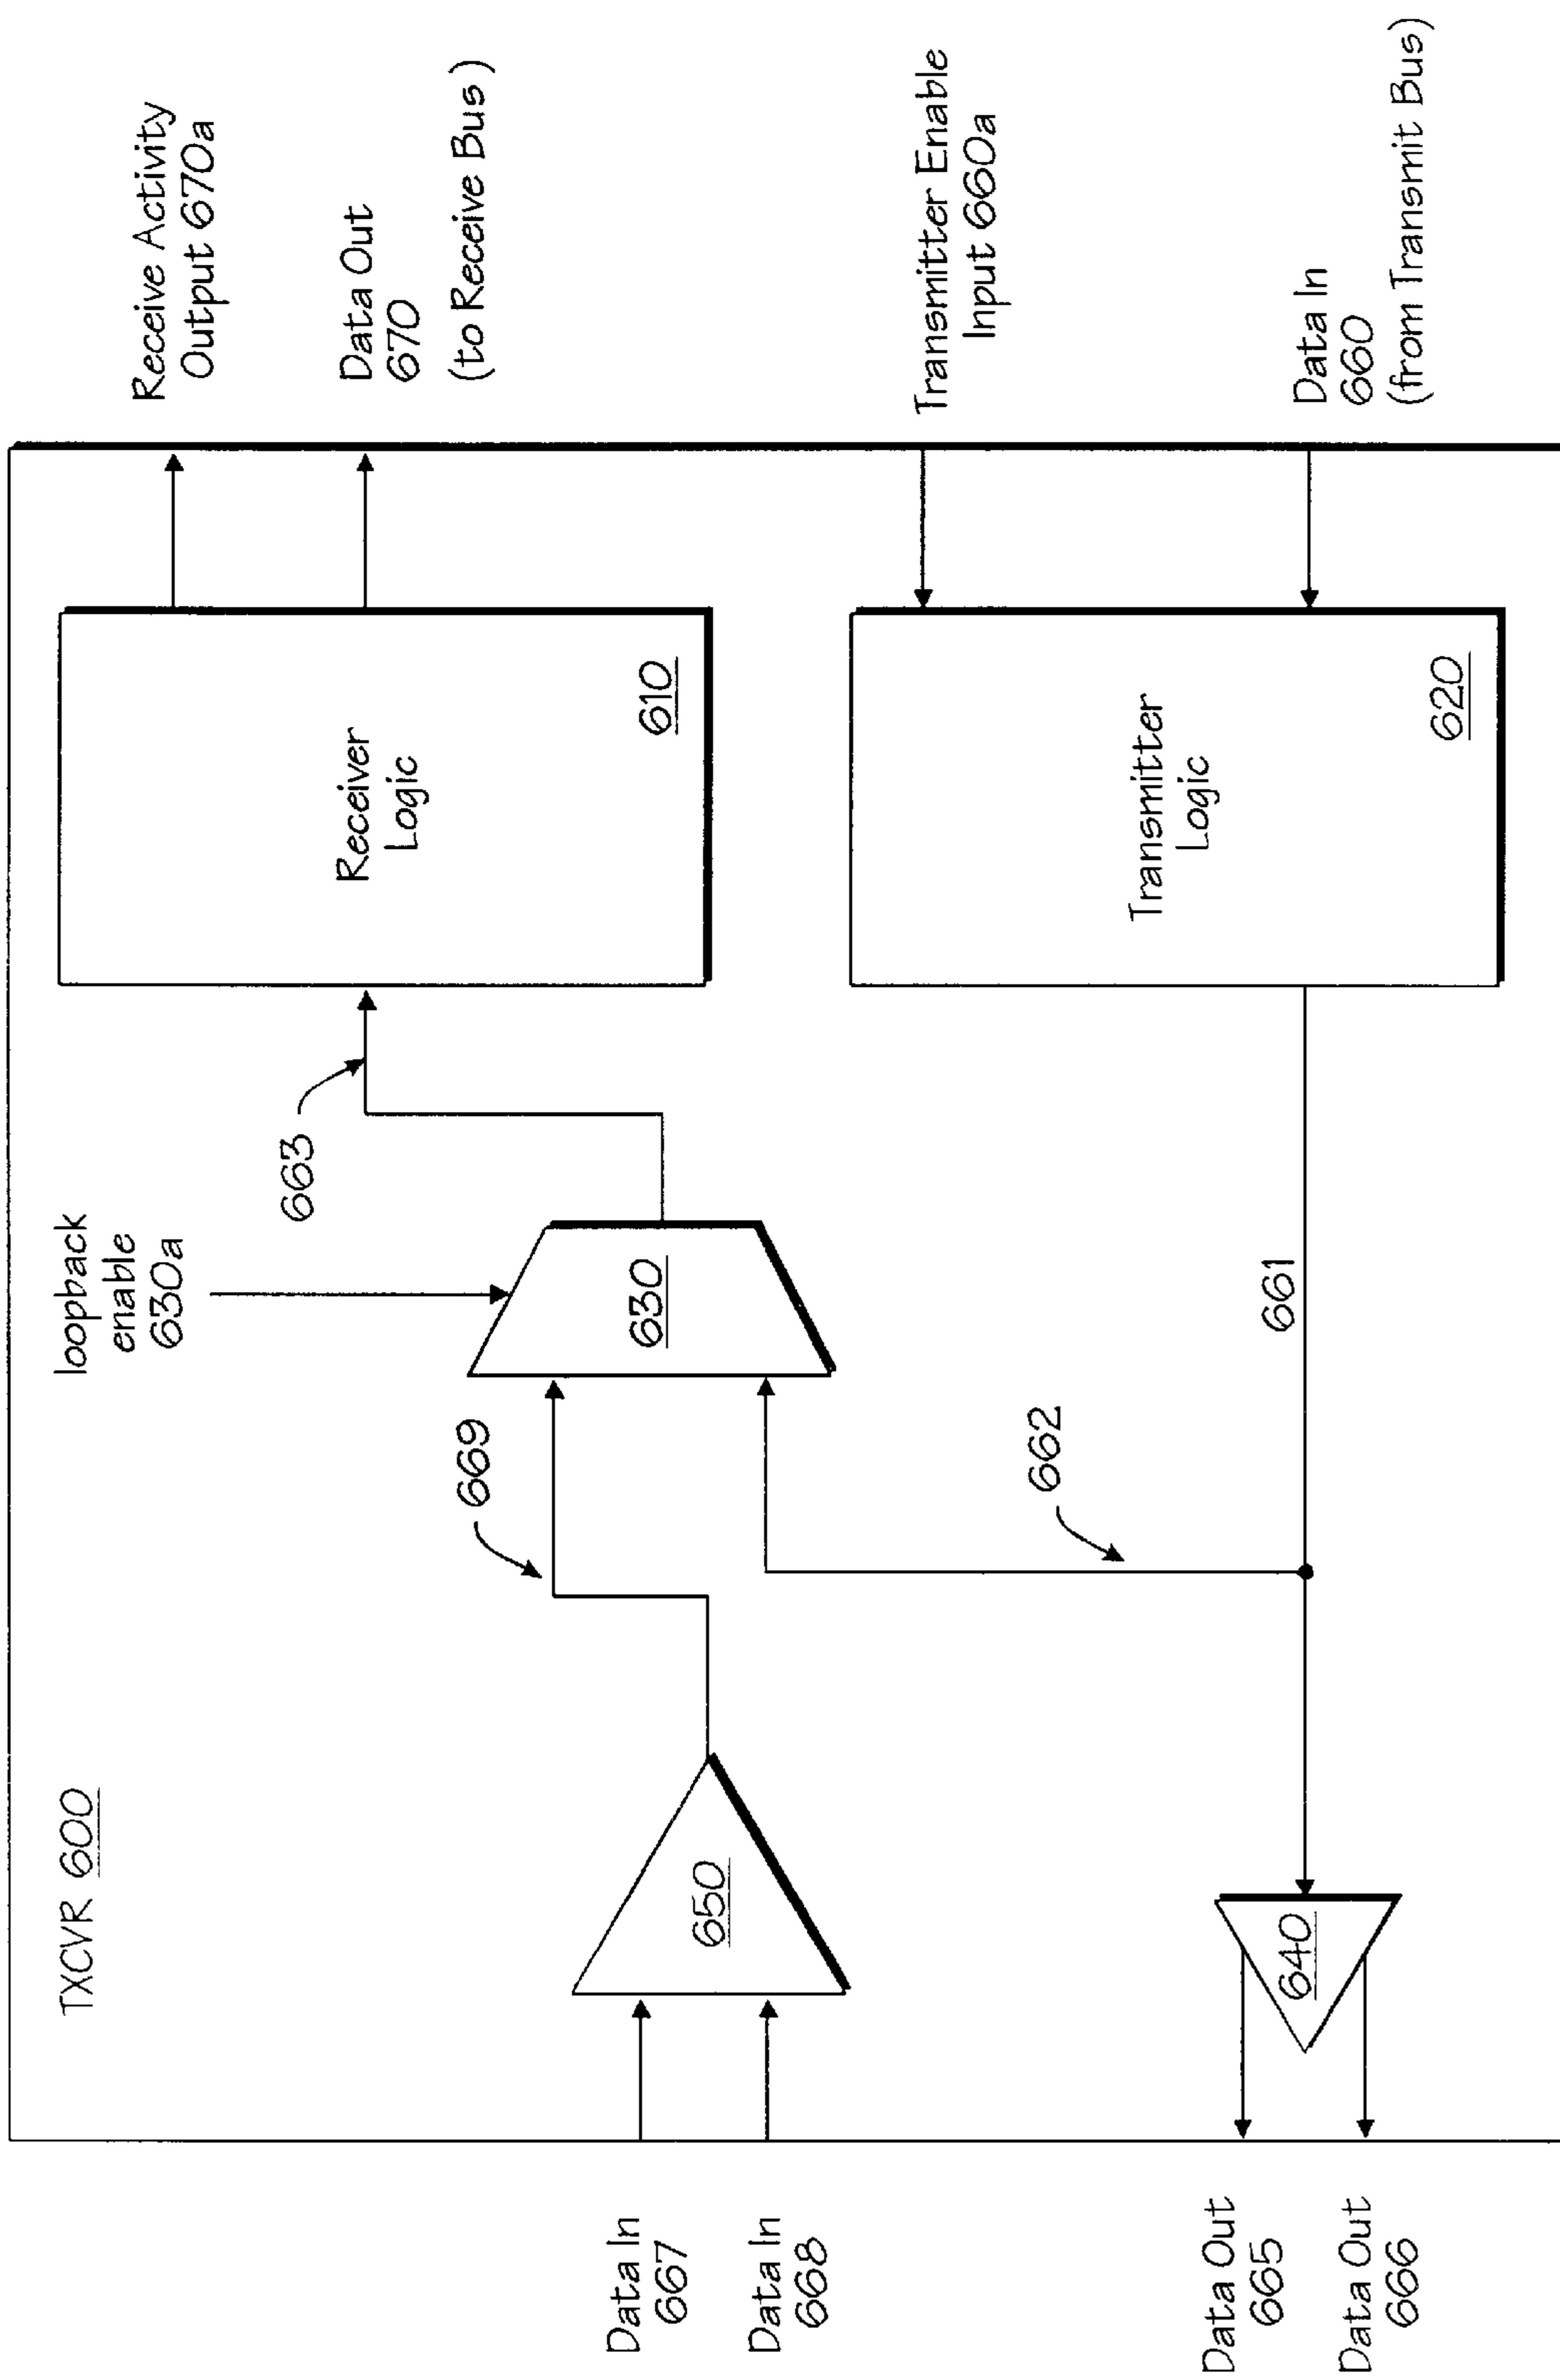 TXCVR 600
loopback
enable
630a
Receive Activity
Output 670a
Data Out
670
(to Receive Bus)
663
Receiver
Logic
610
669
630
Data In
667
Data In
668
650
662
Transmitter Enable
Input 660a
Transmitter
Logic
620
661
Data In
660
(from Transmit Bus)
640
Data Out
665
Data Out
666